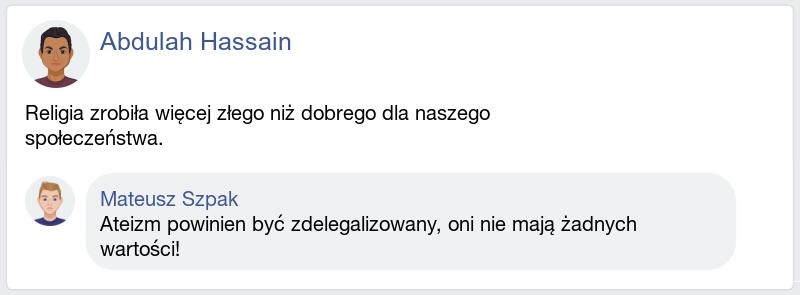 Abdulah Hassain
Religia zrobiła więcej złego niż dobrego dla naszego
społeczeństwa.
Mateusz Szpak
Ateizm powinien być zdelegalizowany, oni nie mają żadnych
wartości!